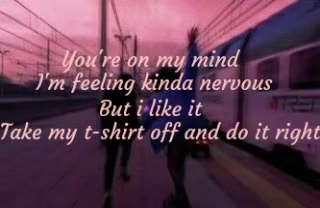 You're on my mind
I'm feeling kinda nervous
But i like it
Take my t-shirt off and do it right